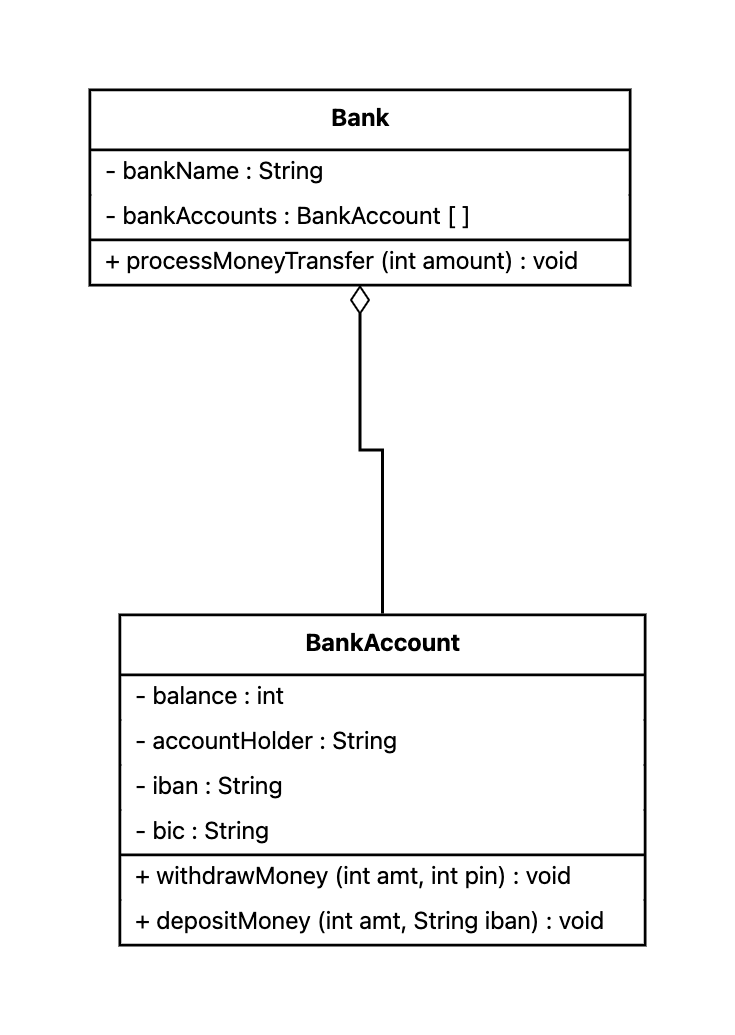 Bank
- bankName : String
- bankAccounts : BankAccount [ ]
+ processMoneyTransfer (int amount) : void
BankAccount
- balance : int
- accountHolder : String
- iban : String
- bic : String
+ withdrawMoney (int amt, int pin) : void
+ depositMoney (int amt, String iban) : void